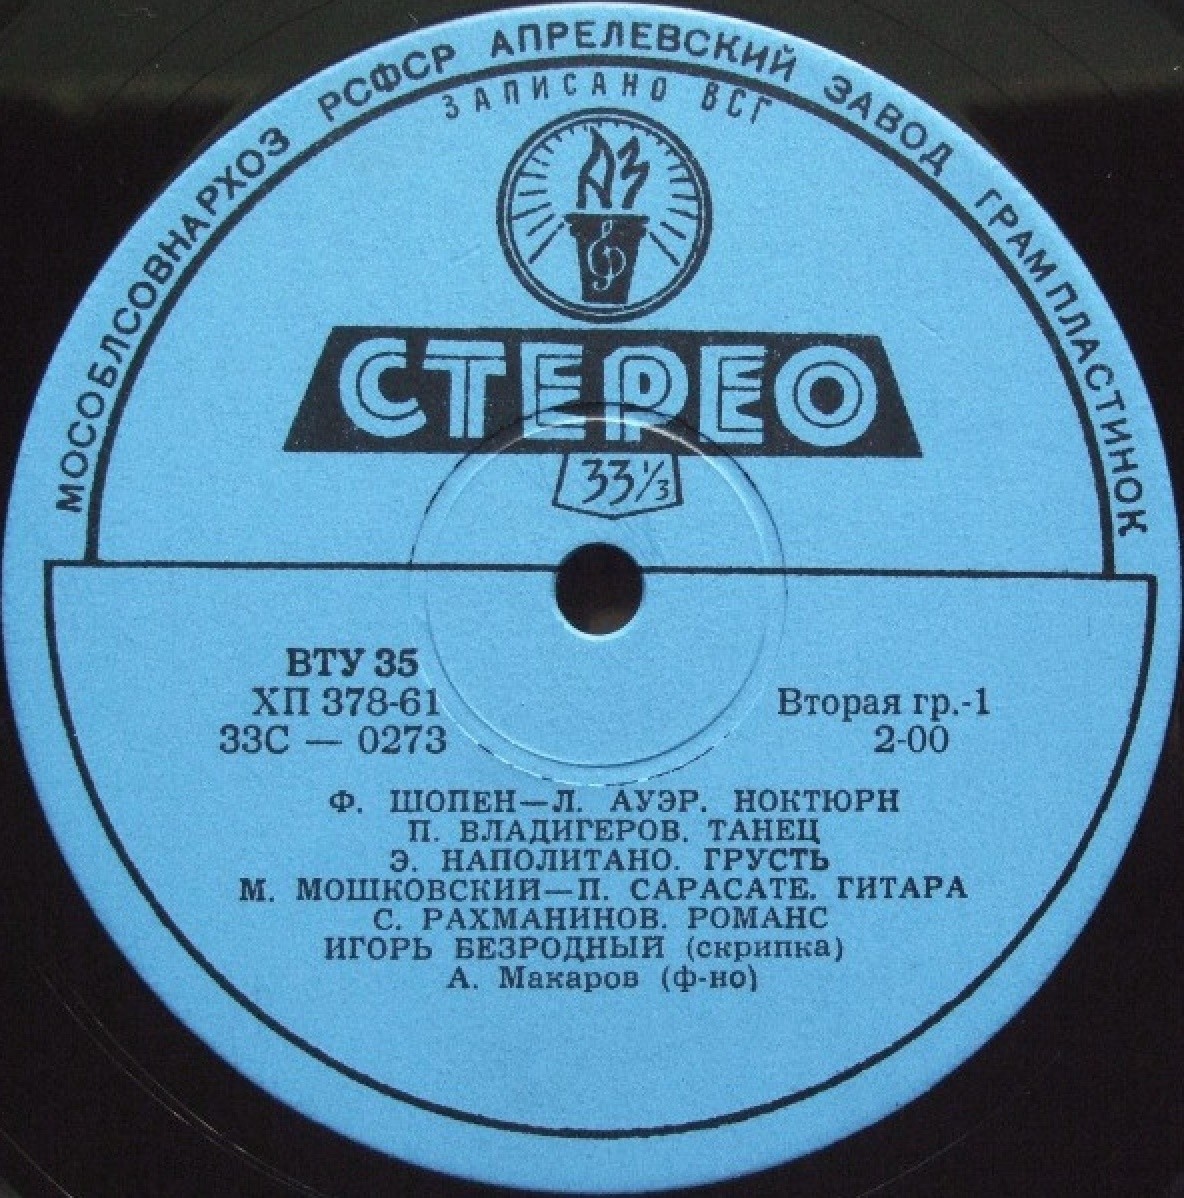 МОСОБЛСОВНАРХОЗ РСФСР АПРЕЛЕВСКИЙ ЗАВОД ГРАМПЛАСТИНОК
ЗАПИСАНО ВСГ
АЗ
СТЕРЕО
33 1/3
ВТУ 35
ХП 378-61
33С — 0273
Вторая гр.-1
2-00
Ф. ШОПЕН—Л. АУЭР. НОКТЮРН
П. ВЛАДИГЕРОВ. ТАНЕЦ
Э. НАПОЛИТАНО. ГРУСТЬ
М. МОШКОВСКИЙ—П. САРАСАТЕ. ГИТАРА
С. РАХМАНИНОВ. РОМАНС
ИГОРЬ БЕЗРОДНЫЙ (скрипка)
А. Макаров (ф-но)